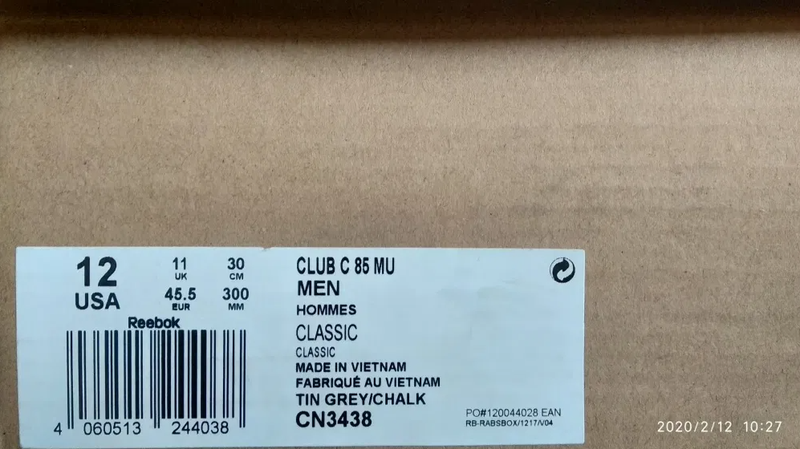 12
USA
11
UK
30
CM
45.5
EUR
300
MM
Reebok
4 060513 244038
CLUB C 85 MU
MEN
HOMMES
CLASSIC
CLASSIC
MADE IN VIETNAM
FABRIQUÉ AU VIETNAM
TIN GREY/CHALK
CN3438
PO#120044028 EAN
RB-RABSBOX/1217/V04
2020/2/12 10:27